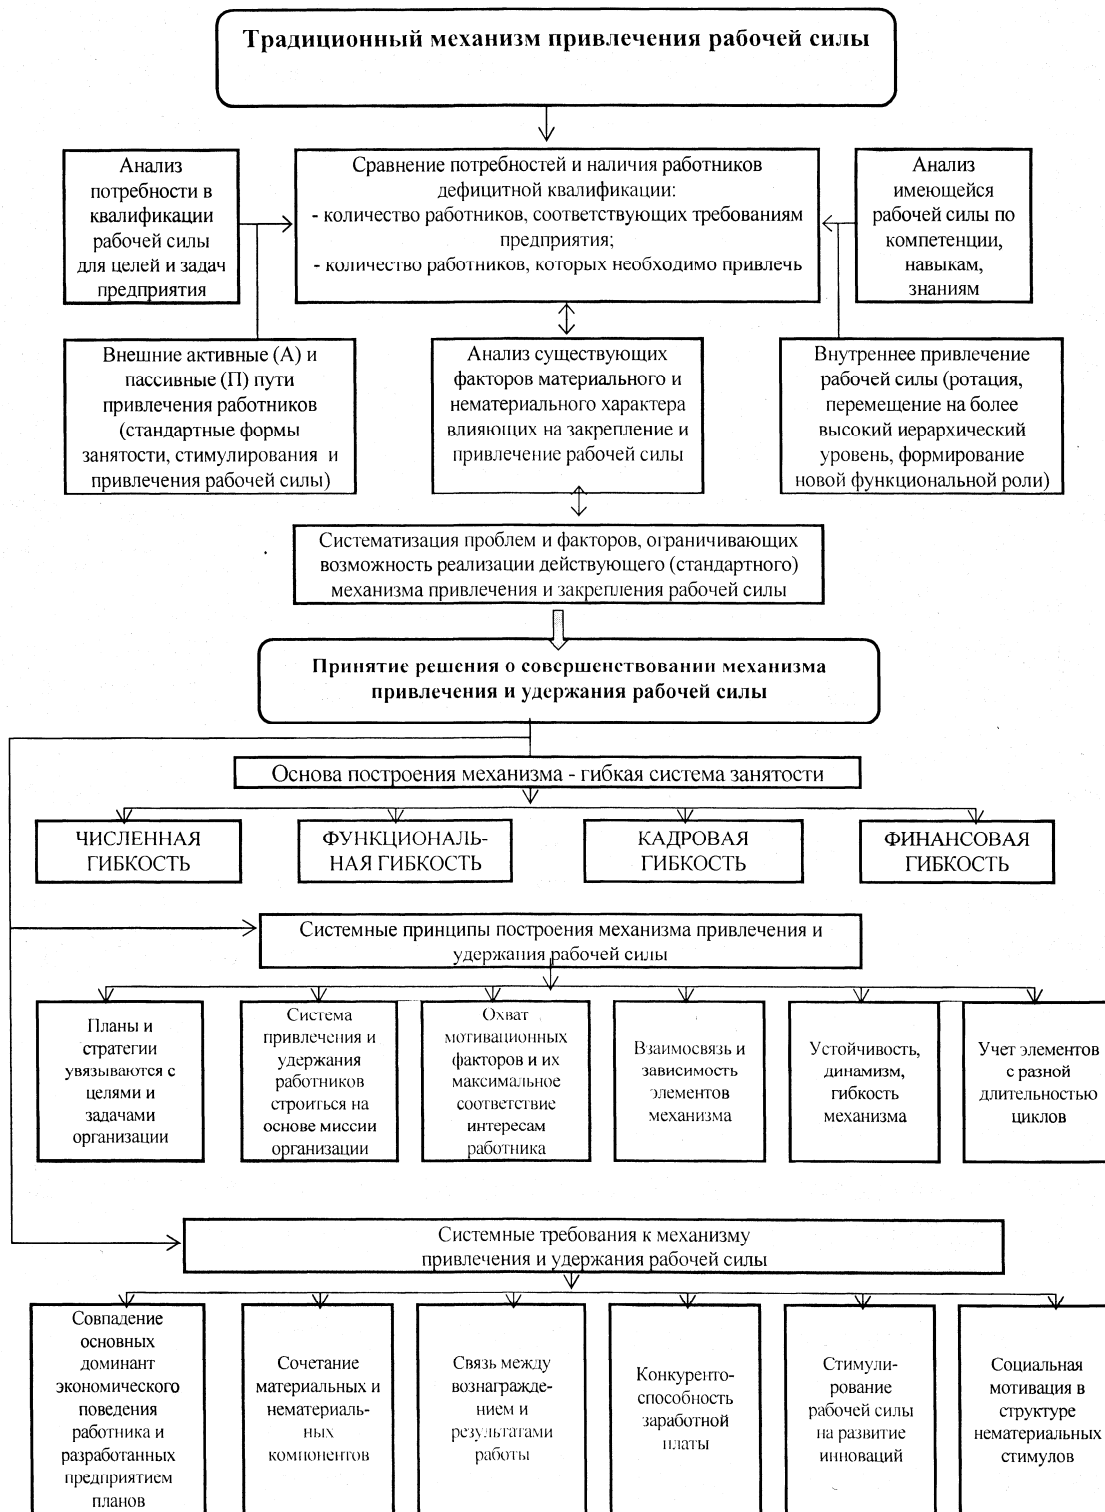 Традиционный механизм привлечения рабочей силы
Анализ
потребности в
квалификации
рабочей силы
для целей и задач
предприятия
Сравнение потребностей и наличия работников
дефицитной квалификации:
- количество работников, соответствующих требованиям
предприятия;
- количество работников, которых необходимо привлечь
Анализ
имеющейся
рабочей силы по
компетенции,
навыкам,
знаниям
Внешние активные (А) и
пассивные (П) пути
привлечения работников
(стандартные формы
занятости, стимулирования и
привлечения рабочей силы)
Анализ существующих
факторов материального и
нематериального характера
влияющих на закрепление и
привлечение рабочей силы
Внутреннее привлечение
рабочей силы (ротация,
перемещение на более
высокий иерархический
уровень, формирование
новой функциональной роли)
Систематизация проблем и факторов, ограничивающих
возможность реализации действующего (стандартного)
механизма привлечения и закрепления рабочей силы
Принятие решения о совершенствовании механизма
привлечения и удержания рабочей силы
Основа построения механизма - гибкая система занятости
ЧИСЛЕННАЯ
ГИБКОСТЬ
ФУНКЦИОНАЛЬ-
НАЯ ГИБКОСТЬ
КАДРОВАЯ
ГИБКОСТЬ
ФИНАНСОВАЯ
ГИБКОСТЬ
Системные принципы построения механизма привлечения и
удержания рабочей силы
Планы и
стратегии
увязываются с
целями и
задачами
организации
Система
привлечения и
удержания
работников
строиться на
основе миссии
организации
Охват
мотивационных
факторов и их
максимальное
соответствие
интересам
работника
Взаимосвязь и
зависимость
элементов
механизма
Устойчивость,
динамизм,
гибкость
механизма
Учет элементов
с разной
длительностью
циклов
Системные требования к механизму
привлечения и удержания рабочей силы
Совпадение
основных
доминант
экономического
поведения
работника и
разработанных
предприятием
планов
Сочетание
материальных и
нематериаль-
ных
компонентов
Связь между
вознагражде-
нием и
результатами
работы
Конкуренто-
способность
заработной
платы
Стимули-
рование
рабочей силы
на развитие
инноваций
Социальная
мотивация в
структуре
нематериальных
стимулов